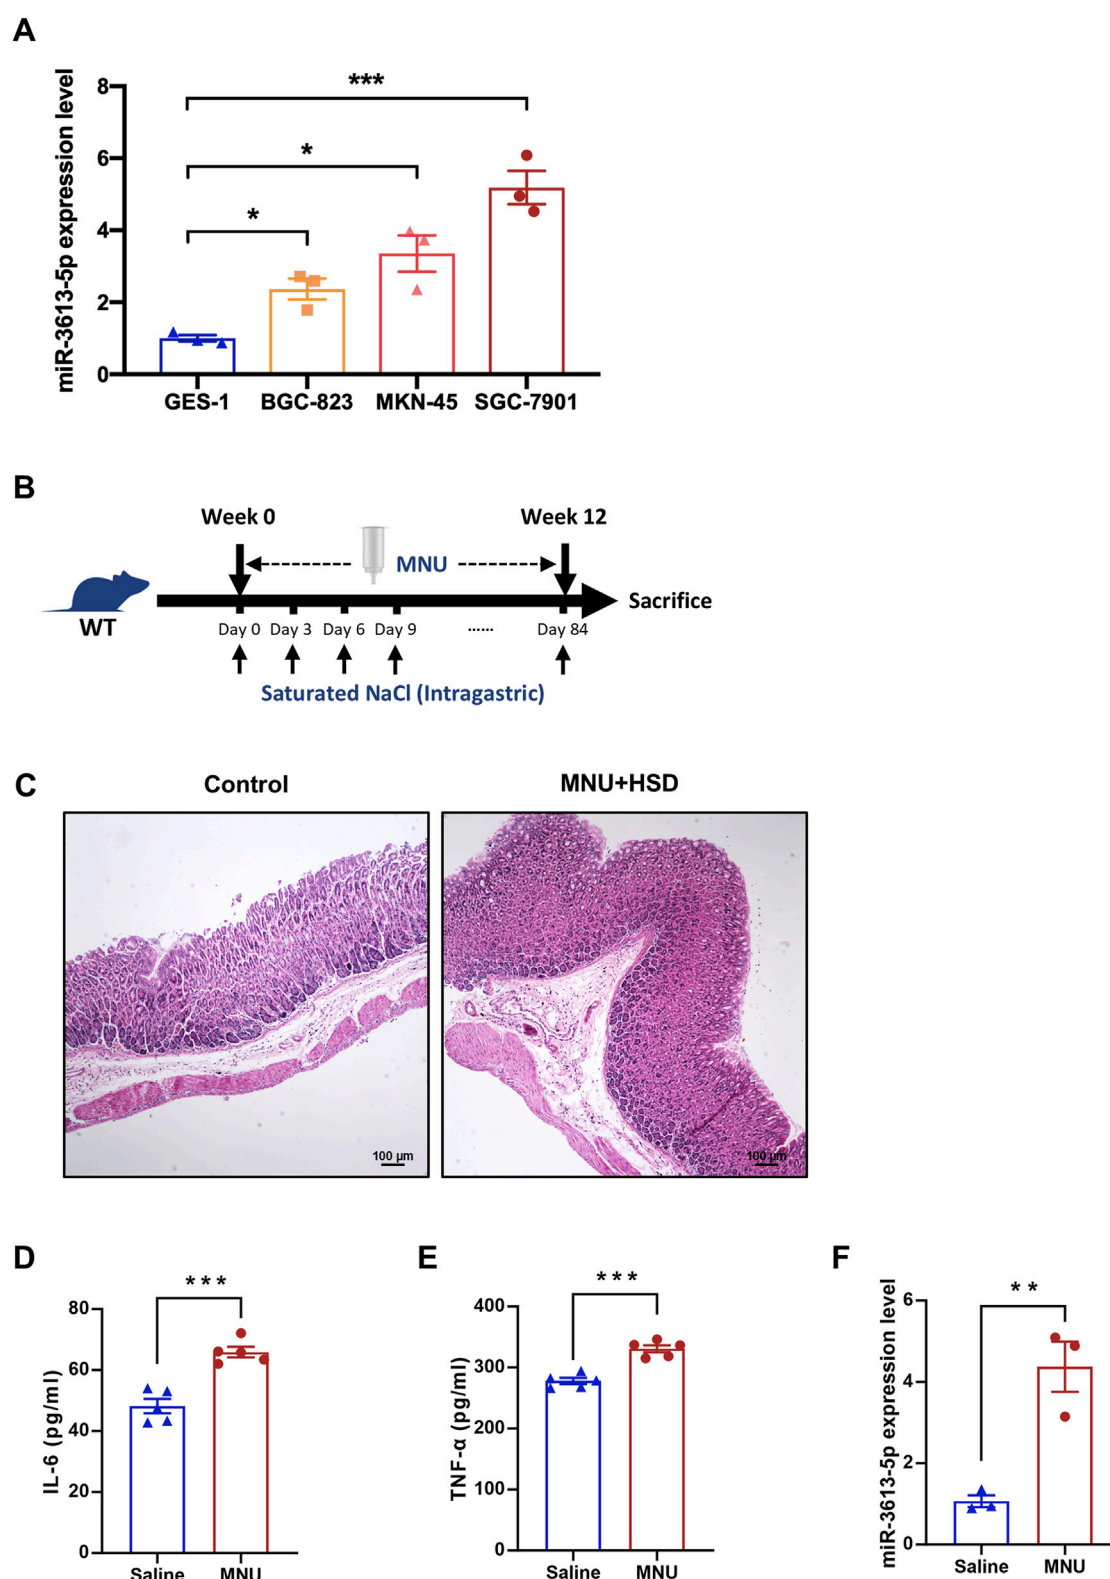 A
miR-3613-5p expression level
8
6
4
2
0
***
*
*
GES-1 BGC-823 MKN-45 SGC-7901
B
Week 0 Week 12
MNU
WT
Sacrifice
Day 0 Day 3 Day 6 Day 9 ...... Day 84
Saturated NaCl (Intragastric)
C
Control MNU+HSD
100 µm 100 µm
D
IL-6 (pg/ml)
80
60
40
20
0
***
Saline MNU
E
TNF-α (pg/ml)
400
300
200
100
0
***
Saline MNU
F
miR-3613-5p expression level
6
4
2
0
**
Saline MNU